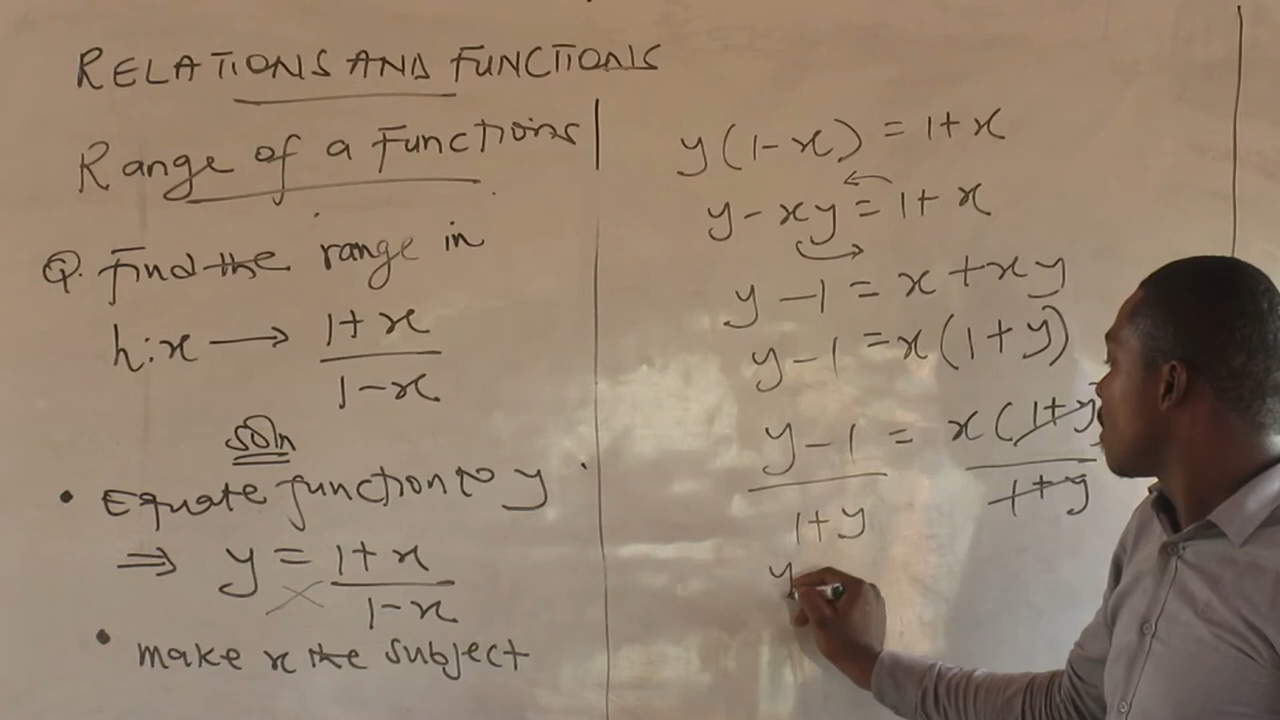 RELATIONS AND FUNCTIONS
Range of a Functions
Q. Find the range in
h:x → 1+x
1-x
soln
• Equate function to y
⇒ y = 1+x
1-x
• make x the subject
y(1-x) = 1+x
y-xy = 1+x
y-1 = x+xy
y-1 = x(1+y)
y-1 = x(1+y
1+y 1+y
y